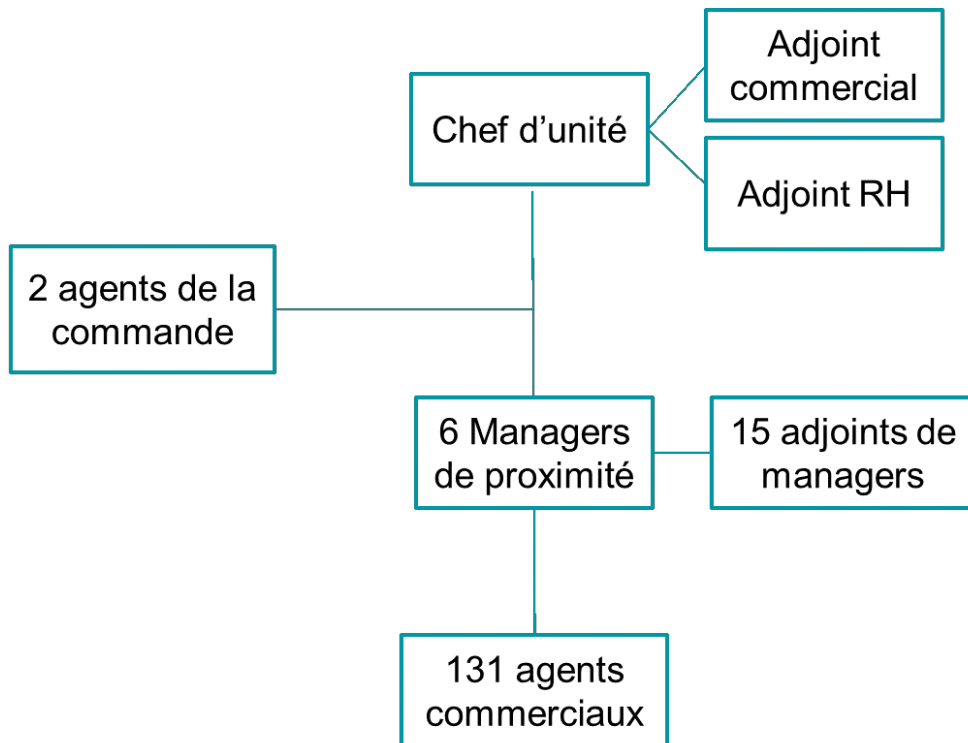 Adjoint
commercial
Chef d’unité
Adjoint RH
2 agents de la
commande
6 Managers
de proximité
15 adjoints de
managers
131 agents
commerciaux